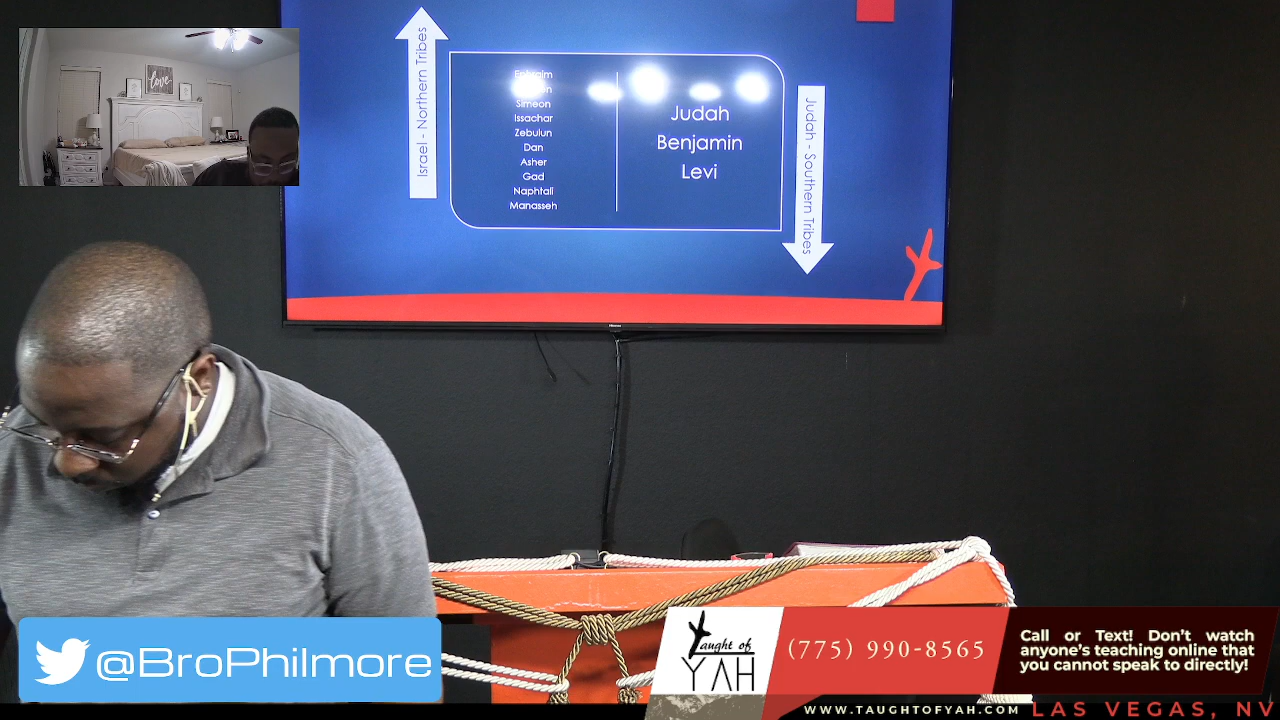 Israel - Northern Tribes
Ephraim
Simeon
Issachar
Zebulun
Dan
Asher
Gad
Naphtali
Manasseh
Judah
Benjamin
Levi
Judah - Southern Tribes
love
@BroPhilmore
Taught of
YAH
(775) 990-8565
Call or Text! Don't watch
anyone's teaching online that
you cannot speak to directly!
WWW.TAUGHTOFYAH.COM
LAS VEGAS, NV